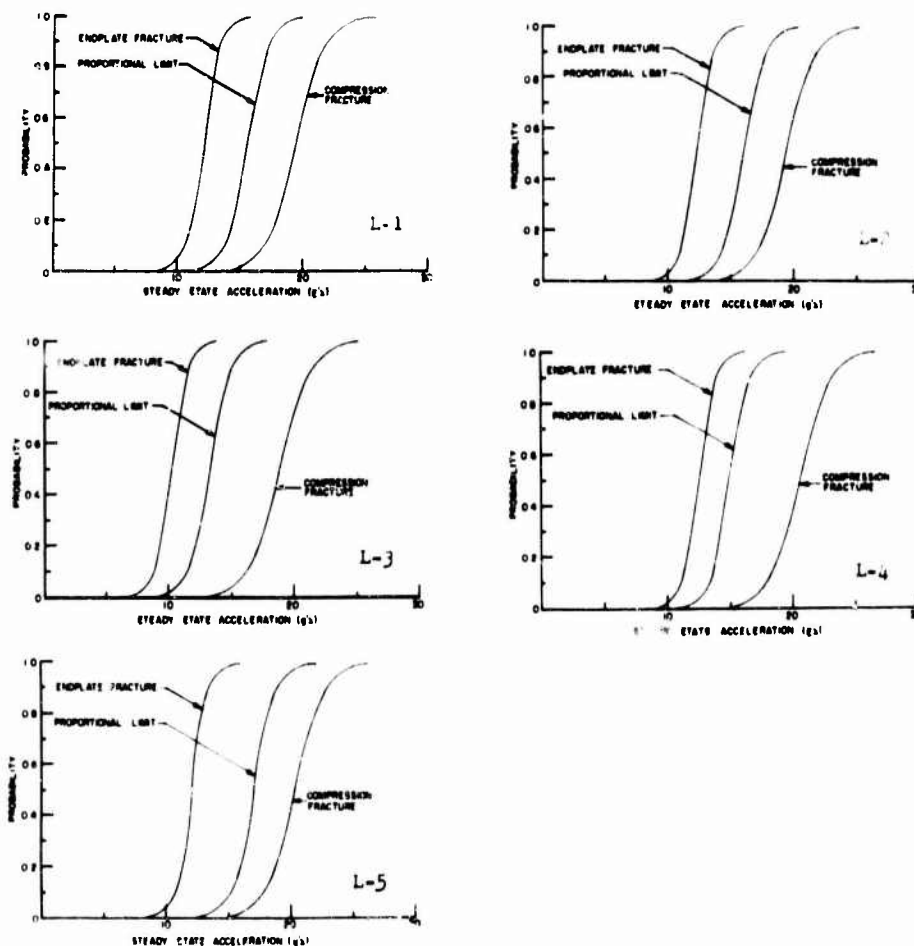 1.0
ENDPLATE FRACTURE
PROPORTIONAL LIMIT
COMPRESSION
FRACTURE
0.8
0.6
0.4
0.2
0
PROBABILITY
L-1
10
20
STEADY STATE ACCELERATION (g's)
1.0
ENDPLATE FRACTURE
PROPORTIONAL LIMIT
0.8
0.6
0.4
0.2
0
PROBABILITY
COMPRESSION
FRACTURE
10
20
STEADY STATE ACCELERATION (g's)
1.0
ENDPLATE FRACTURE
PROPORTIONAL LIMIT
0.8
0.6
0.4
0.2
0
PROBABILITY
COMPRESSION
FRACTURE
L=3
10
20
30
STEADY STATE ACCELERATION (g's)
1.0
ENDPLATE FRACTURE
PROPORTIONAL LIMIT
0.8
0.6
0.4
0.2
0
PROBABILITY
COMPRESSION
FRACTURE
L=4
20
STATE ACCELERATION (g's)
1.0
ENDPLATE FRACTURE
PROPORTIONAL LIMIT
0.8
0.6
0.4
0.2
0
PROBABILITY
COMPRESSION
FRACTURE
L=5
20
STEADY STATE ACCELERATION (g's)